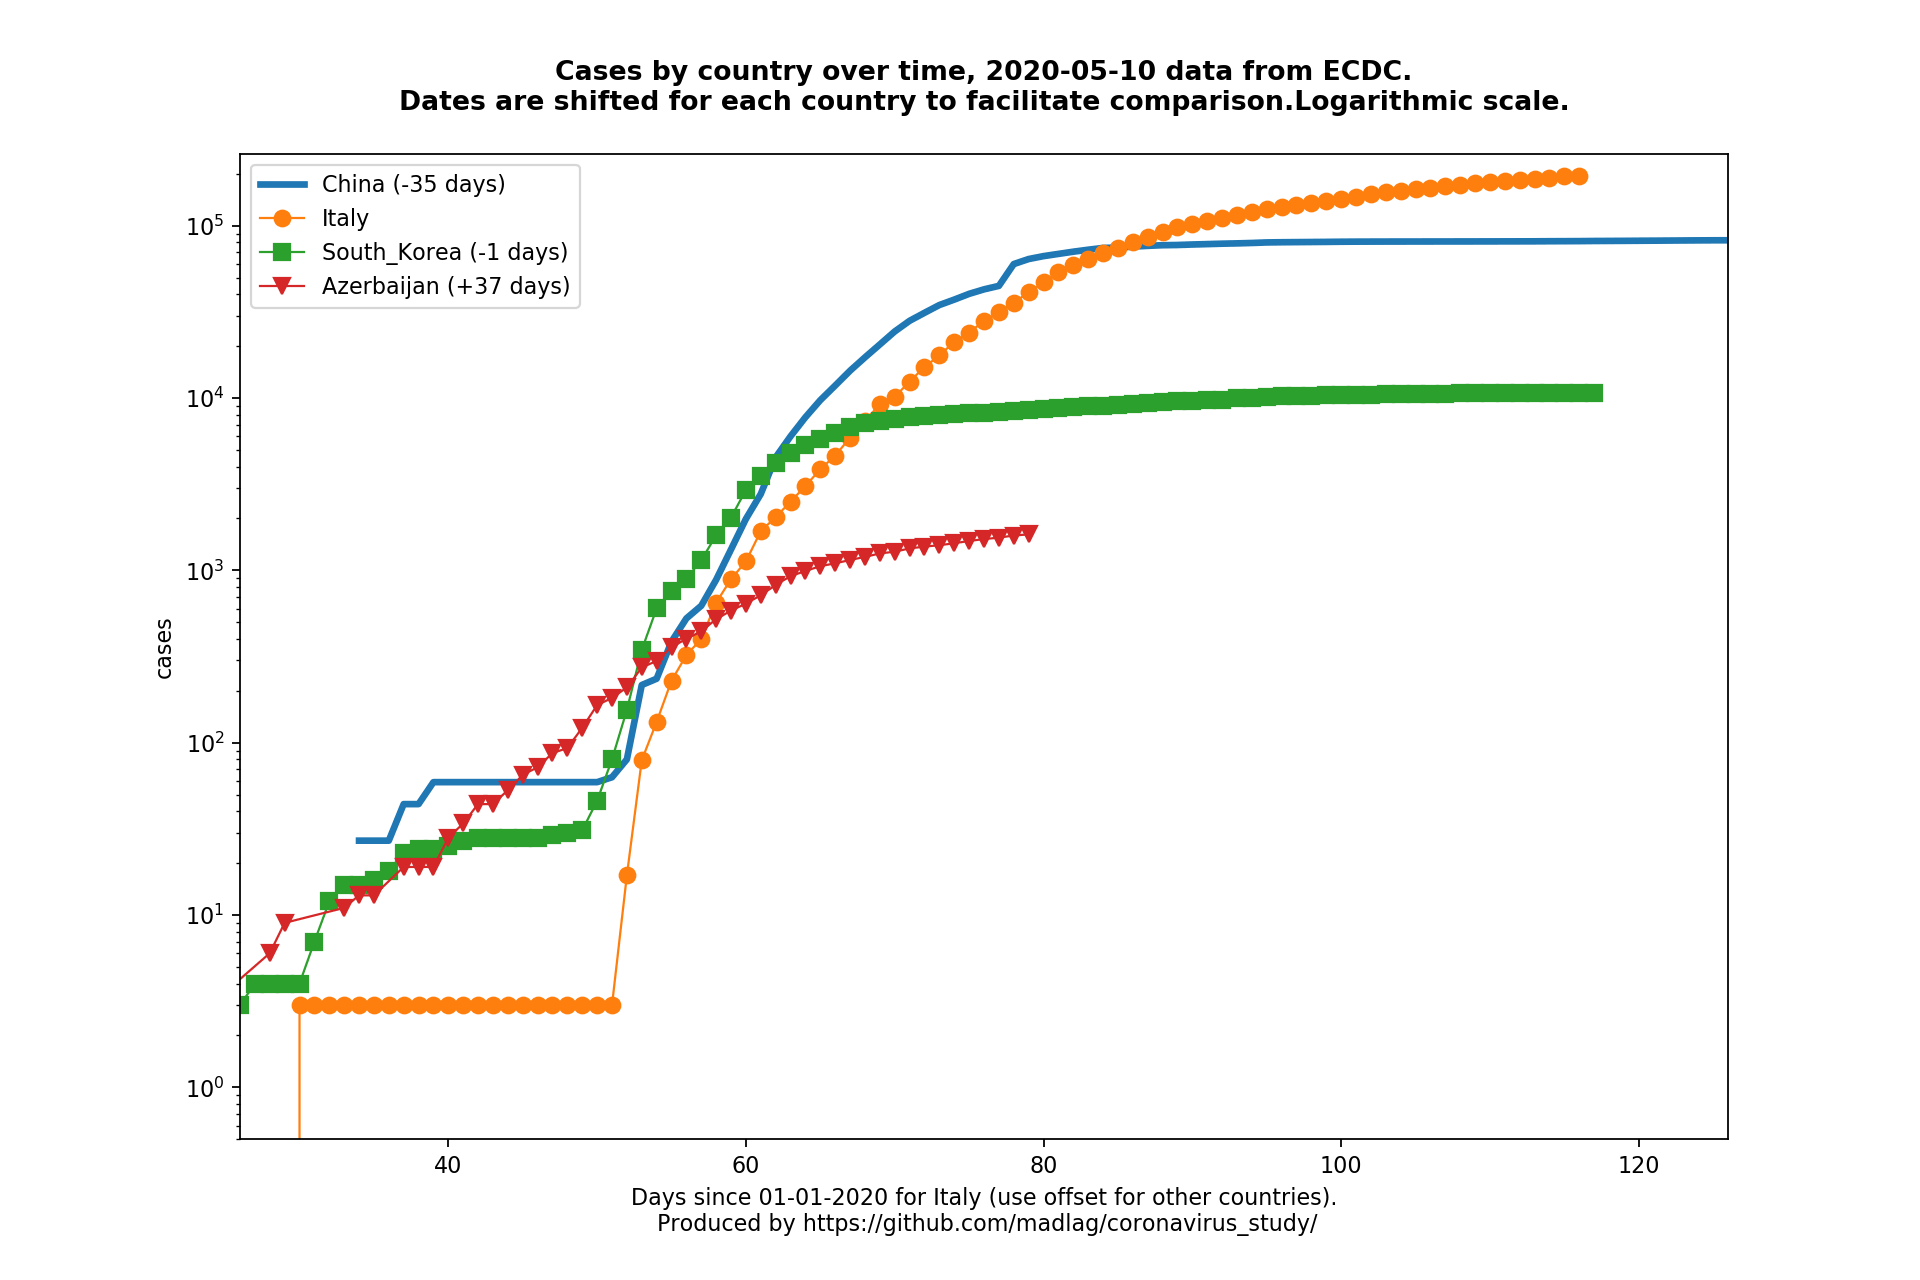 Cases by country over time, 2020-05-10 data from ECDC.
Dates are shifted for each country to facilitate comparison.Logarithmic scale.
China (-35 days)
Italy
South_Korea (-1 days)
Azerbaijan (+37 days)
10^5
10^4
10^3
10^2
10^1
10^0
cases
40 60 80 100 120
Days since 01-01-2020 for Italy (use offset for other countries).
Produced by https://github.com/madlag/coronavirus_study/